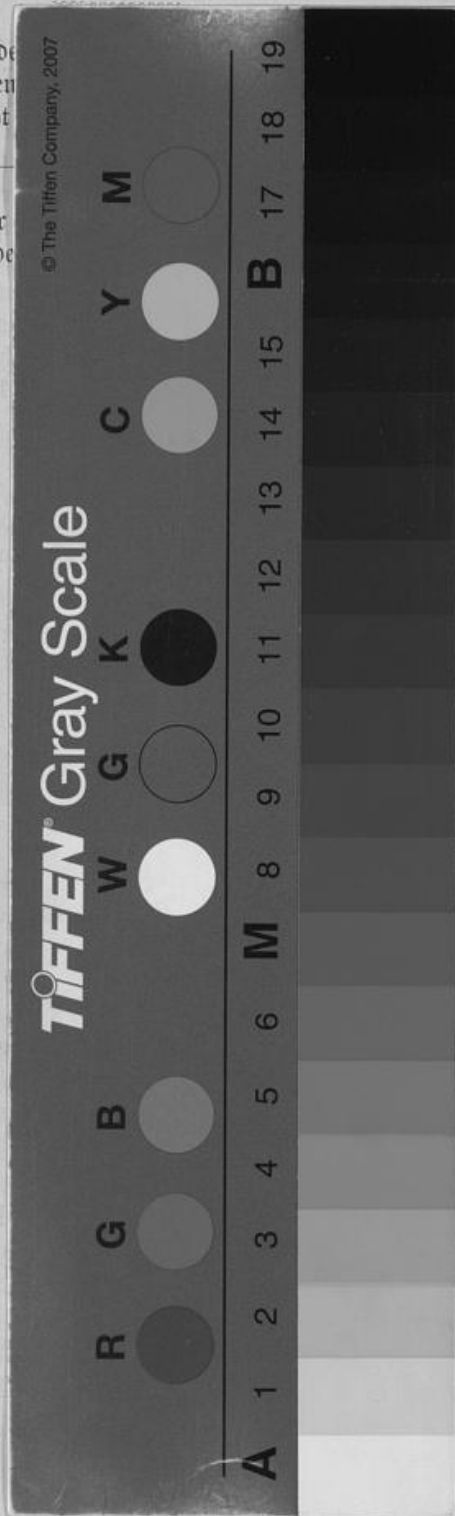 © The Tiffen Company, 2007
TIFFEN® Gray Scale
R G B W G K C Y M
A 1 2 3 4 5 6 M 8 9 10 11 12 13 14 15 B 17 18 19